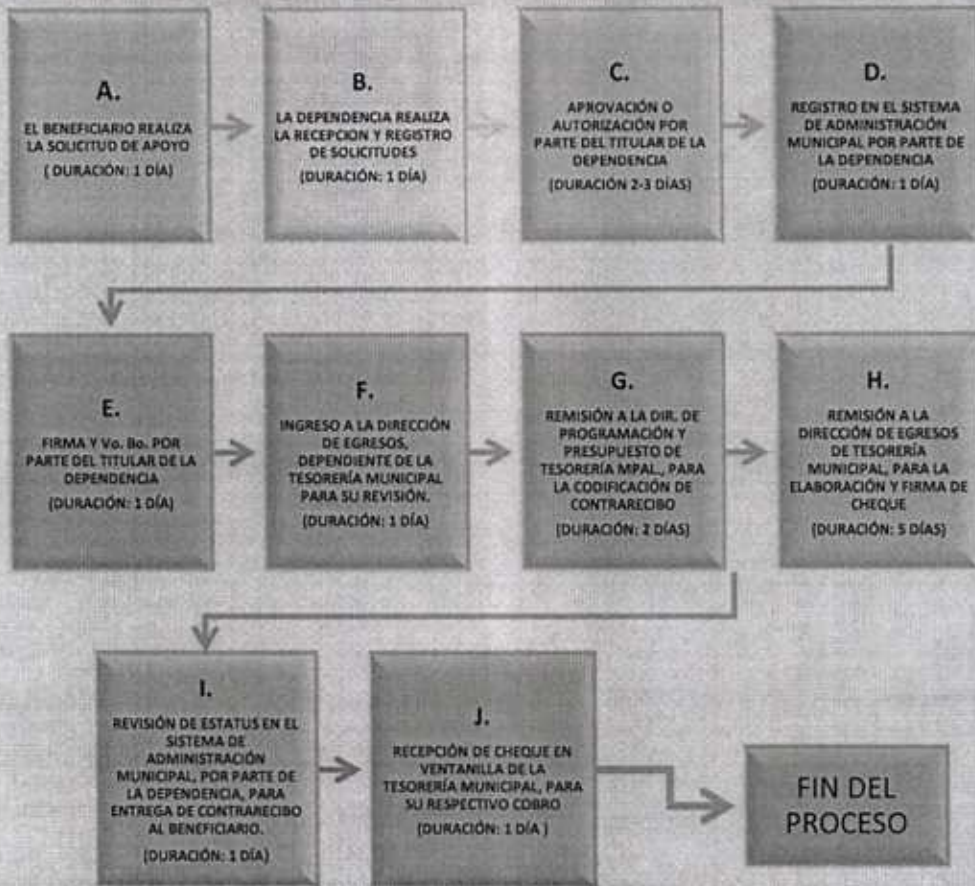 A.
EL BENEFICIARIO REALIZA
LA SOLICITUD DE APOYO
( DURACIÓN: 1 DÍA)
B.
LA DEPENDENCIA REALIZA
LA RECEPCION Y REGISTRO
DE SOLICITUDES
(DURACIÓN: 1 DÍA)
C.
APROVACIÓN O
AUTORIZACIÓN POR
PARTE DEL TITULAR DE LA
DEPENDENCIA
(DURACIÓN 2-3 DÍAS)
D.
REGISTRO EN EL SISTEMA
DE ADMINISTRACIÓN
MUNICIPAL POR PARTE DE
LA DEPENDENCIA
(DURACIÓN: 1 DÍA)
E.
FIRMA Y Vo. Bo. POR
PARTE DEL TITULAR DE LA
DEPENDENCIA
(DURACIÓN: 1 DÍA)
F.
INGRESO A LA DIRECCIÓN
DE EGRESOS,
DEPENDIENTE DE LA
TESORERÍA MUNICIPAL
PARA SU REVISIÓN.
(DURACIÓN: 1 DÍA)
G.
REMISIÓN A LA DIR. DE
PROGRAMACIÓN Y
PRESUPUESTO DE
TESORERÍA MPAL., PARA
LA CODIFICACIÓN DE
CONTRARECIBO
(DURACIÓN: 2 DÍAS)
H.
REMISIÓN A LA
DIRECCIÓN DE EGRESOS
DE TESORERÍA
MUNICIPAL, PARA LA
ELABORACIÓN Y FIRMA DE
CHEQUE
(DURACIÓN: 5 DÍAS)
I.
REVISIÓN DE ESTATUS EN EL
SISTEMA DE
ADMINISTRACIÓN
MUNICIPAL, POR PARTE DE
LA DEPENDENCIA, PARA
ENTREGA DE CONTRARECIBO
AL BENEFICIARIO.
(DURACIÓN: 1 DÍA)
J.
RECEPCIÓN DE CHEQUE EN
VENTANILLA DE LA
TESORERÍA MUNICIPAL, PARA
SU RESPECTIVO COBRO
(DURACIÓN: 1 DÍA )
FIN DEL
PROCESO